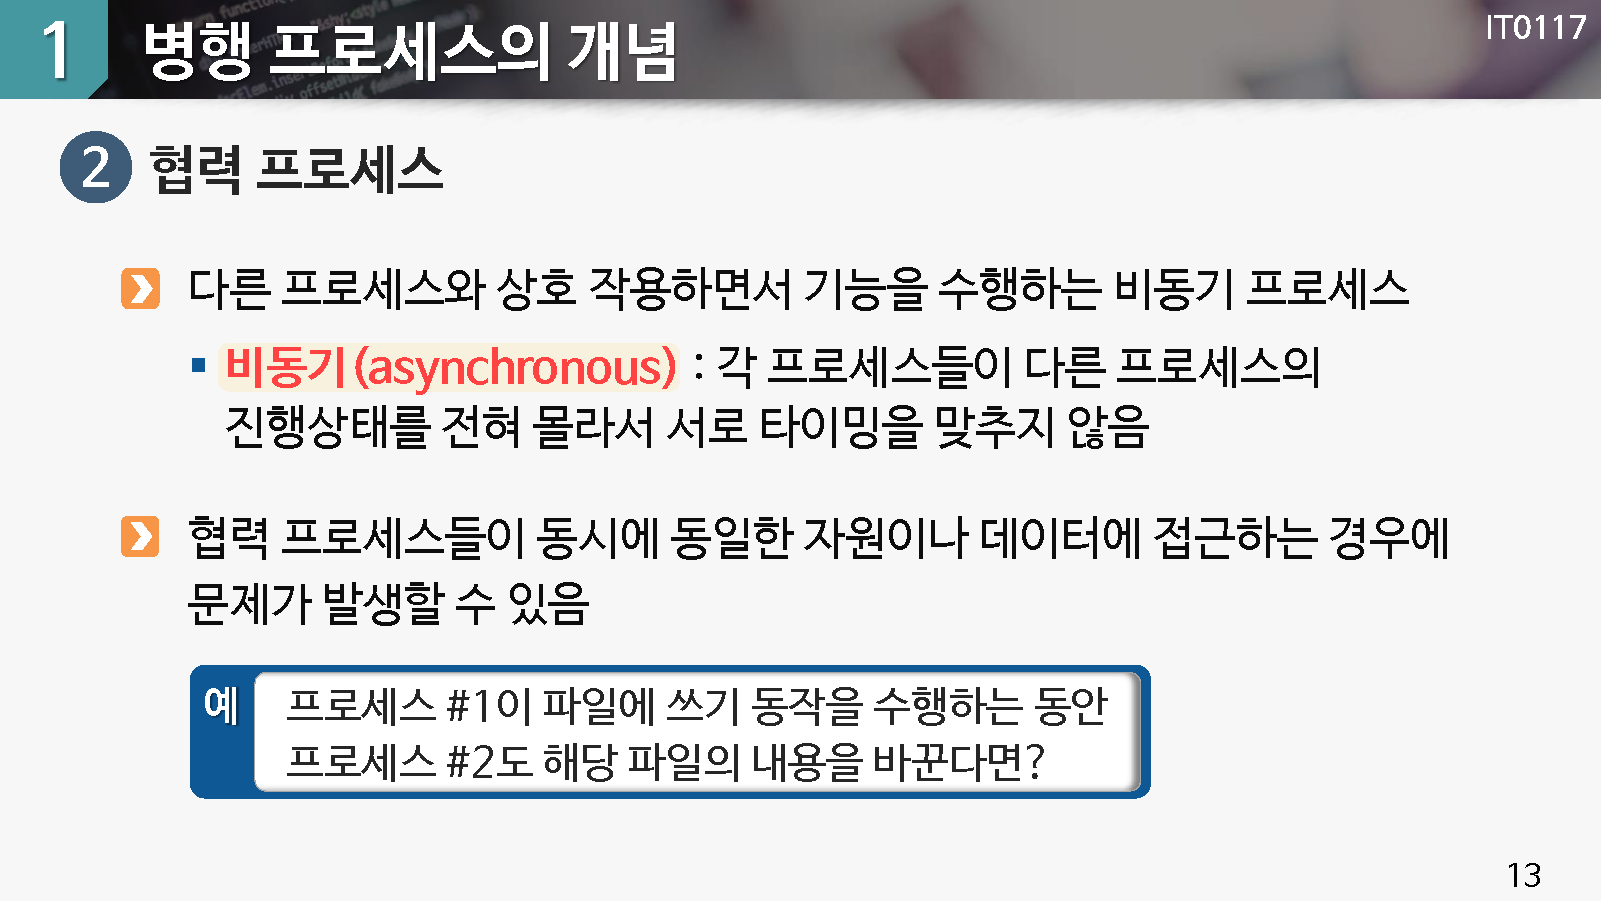 1 병행 프로세스의 개념
IT0117
2 협력 프로세스
다른 프로세스와 상호 작용하면서 기능을 수행하는 비동기 프로세스
▪ 비동기(asynchronous) : 각 프로세스들이 다른 프로세스의
진행상태를 전혀 몰라서 서로 타이밍을 맞추지 않음
협력 프로세스들이 동시에 동일한 자원이나 데이터에 접근하는 경우에
문제가 발생할 수 있음
예 프로세스 #1이 파일에 쓰기 동작을 수행하는 동안
프로세스 #2도 해당 파일의 내용을 바꾼다면?
13